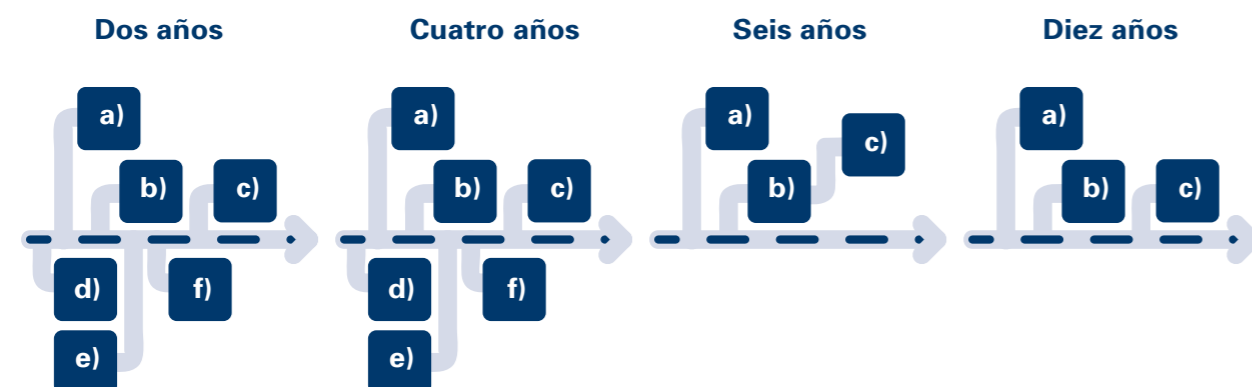 Dos años
a)
b)
c)
d)
f)
e)
Cuatro años
a)
b)
c)
d)
f)
e)
Seis años
a)
c)
b)
Diez años
a)
b)
c)